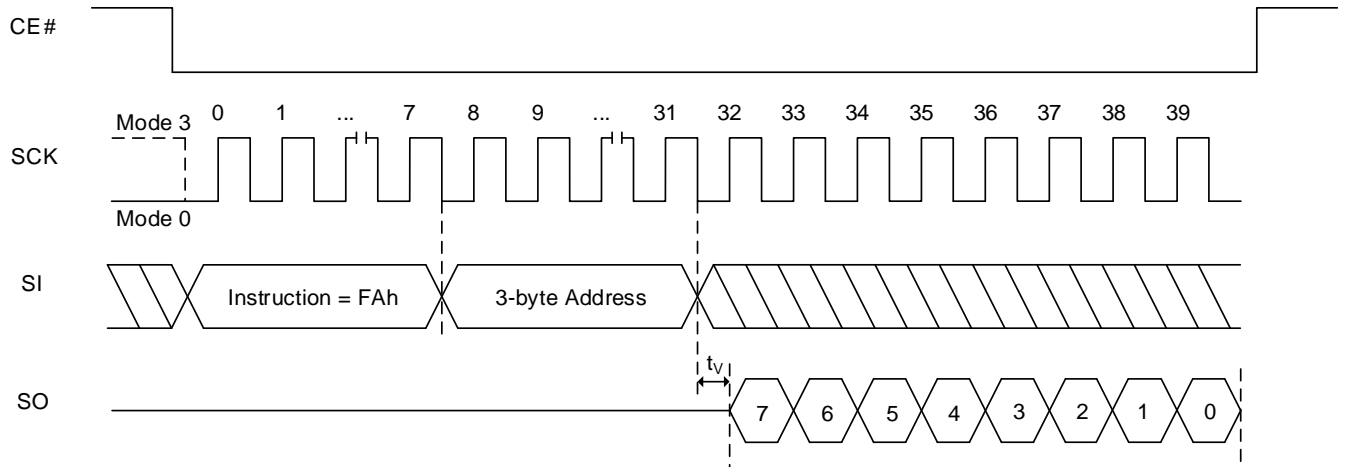 CE#
0 1 ... 7 8 9 ... 31 32 33 34 35 36 37 38 39
Mode 3
SCK
Mode 0
SI
Instruction = FAh
3-byte Address
tV
SO
7 6 5 4 3 2 1 0